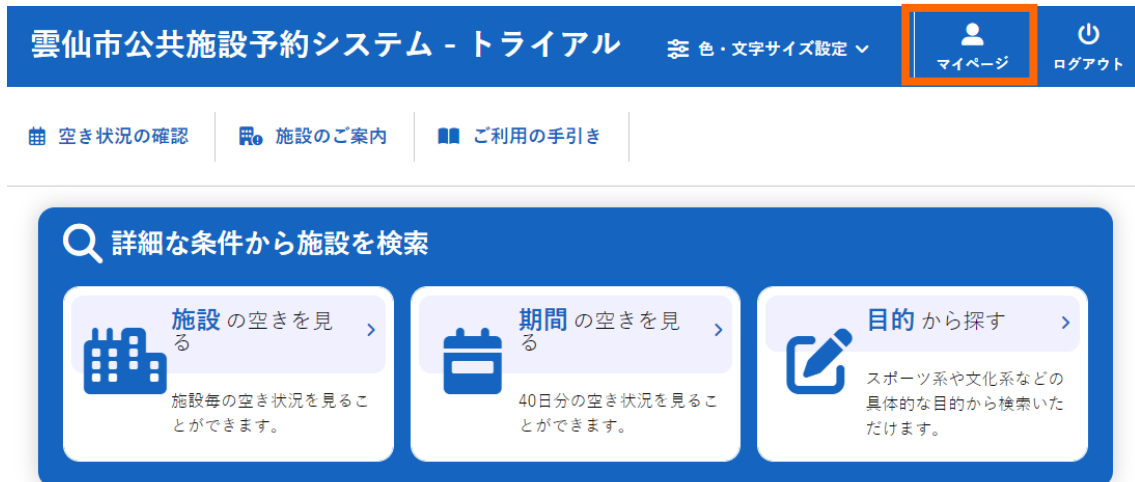 雲仙市公共施設予約システム - トライアル
色・文字サイズ設定
マイページ
ログアウト
空き状況の確認
施設のご案内
ご利用の手引き
詳細な条件から施設を検索
施設 の空きを見
る
施設毎の空き状況を見るこ
とができます。
期間 の空きを見
る
40日分の空き状況を見るこ
とができます。
目的 から探す
スポーツ系や文化系などの
具体的な目的から検索いた
だけます。